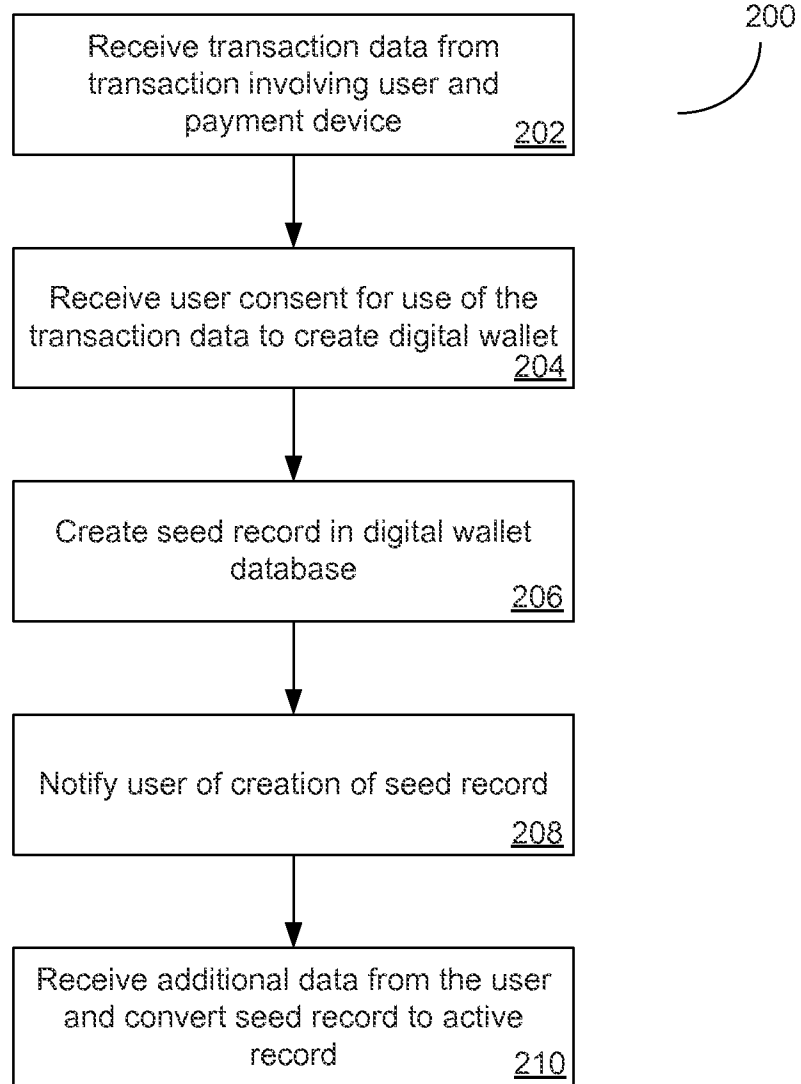 200
Receive transaction data from
transaction involving user and
payment device
202
Receive user consent for use of the
transaction data to create digital wallet
204
Create seed record in digital wallet
database
206
Notify user of creation of seed record
208
Receive additional data from the user
and convert seed record to active
record
210